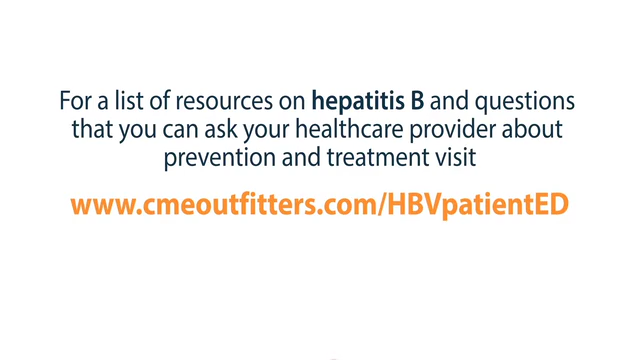 For a list of resources on hepatitis B and questions
that you can ask your healthcare provider about
prevention and treatment visit
www.cmeoutfitters.com/HBVpatientED